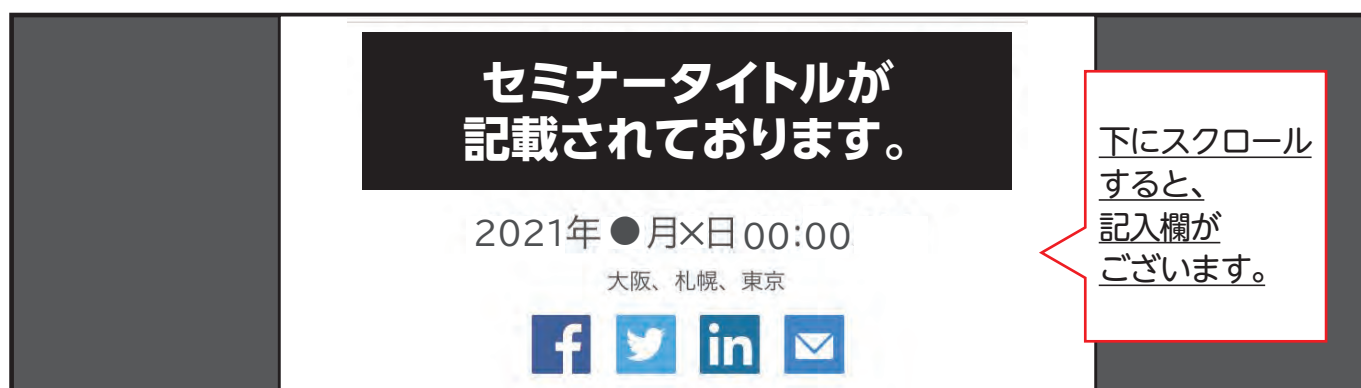 セミナータイトルが
記載されております。
2021年●月×日00:00
大阪、札幌、東京
f in
下にスクロール
すると、
記入欄が
ございます。